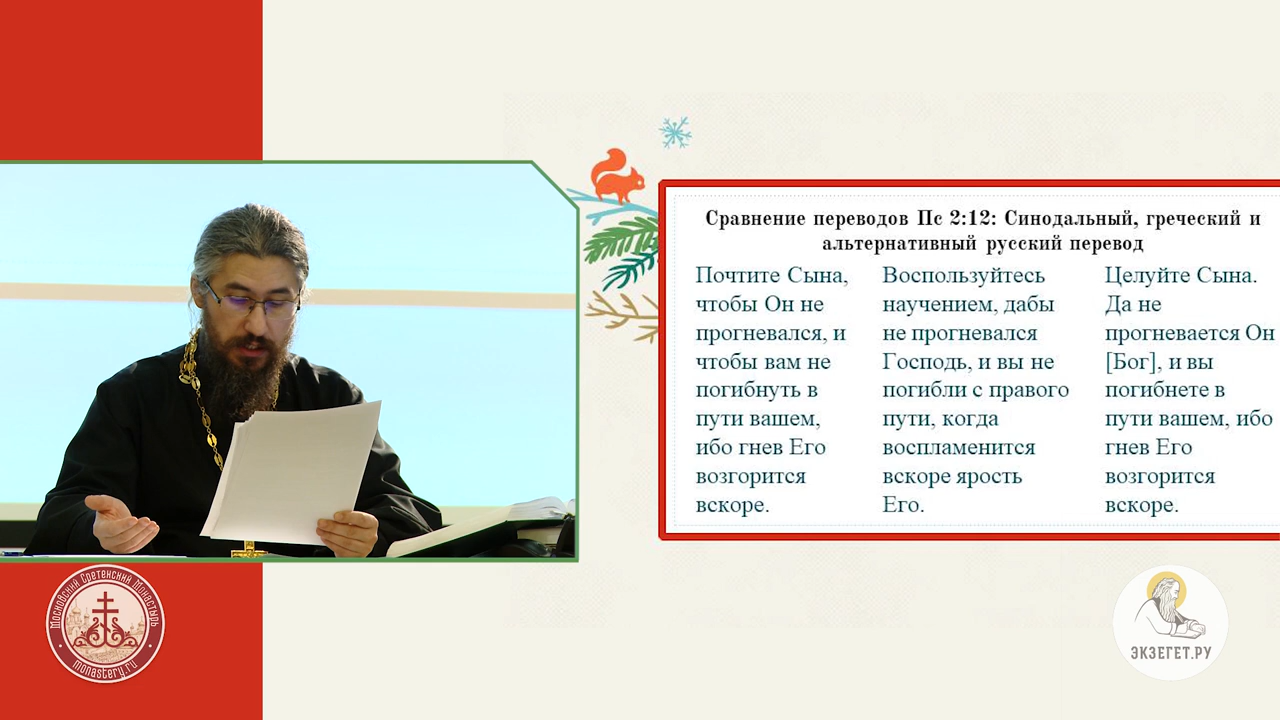 Сравнение переводов Пс 2:12: Синодальный, греческий и
альтернативный русский перевод
Почтите Сына,
чтобы Он не
прогневался, и
чтобы вам не
погибнуть в
пути вашем,
ибо гнев Его
возгорится
вскоре.
Воспользуйтесь
научением, дабы
не прогневался
Господь, и вы не
погибли с правого
пути, когда
воспламенится
вскоре ярость
Его.
Целуйте Сына.
Да не
прогневается Он
[Бог], и вы
погибнете в
пути вашем, ибо
гнев Его
возгорится
вскоре.
Московский Сретенский Монастырь
monastery.ru
ЭКЗЕГЕТ.РУ